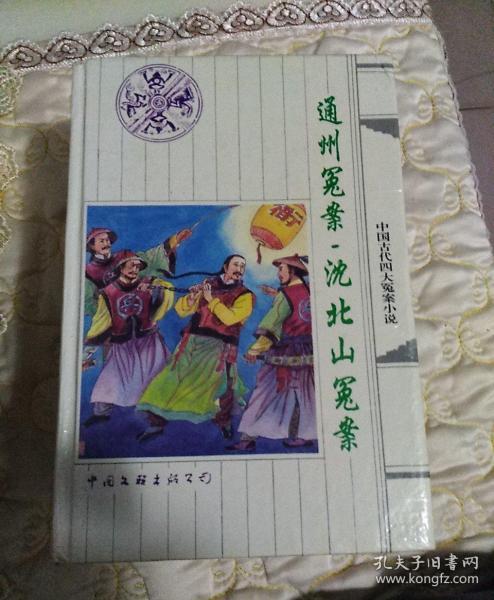 通州冤案·沈北山冤案
中国古代四大冤案小说
衙
中国文联出版公司
孔夫子旧书网
www.kongfz.com